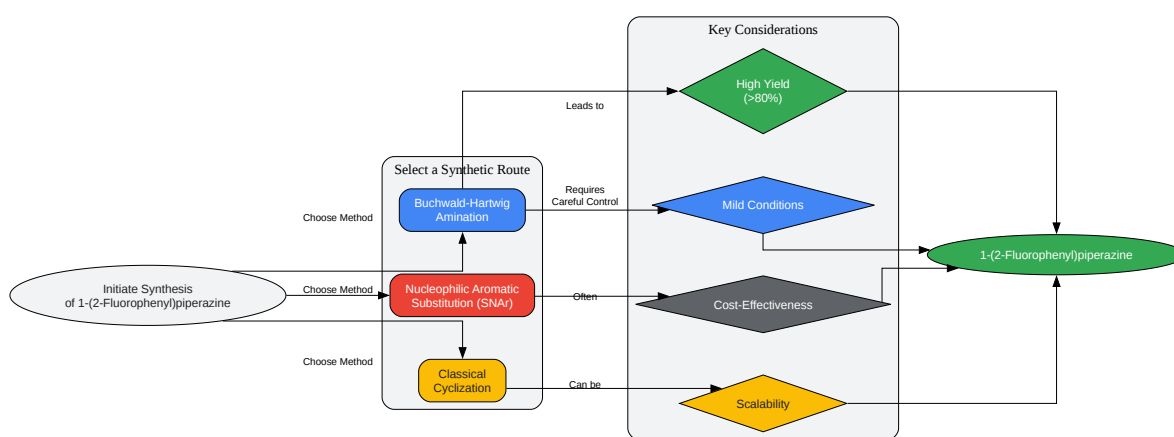 Key Considerations
High Yield
(>80%)
Leads to
Select a Synthetic Route
Buchwald-Hartwig
Amination
Requires
Careful Control
Mild Conditions
Choose Method
1-(2-Fluorophenyl)piperazine
Initiate Synthesis
of 1-(2-Fluorophenyl)piperazine
Choose Method
Nucleophilic Aromatic
Substitution (SNAr)
Often
Cost-Effectiveness
Choose Method
Classical
Cyclization
Can be
Scalability